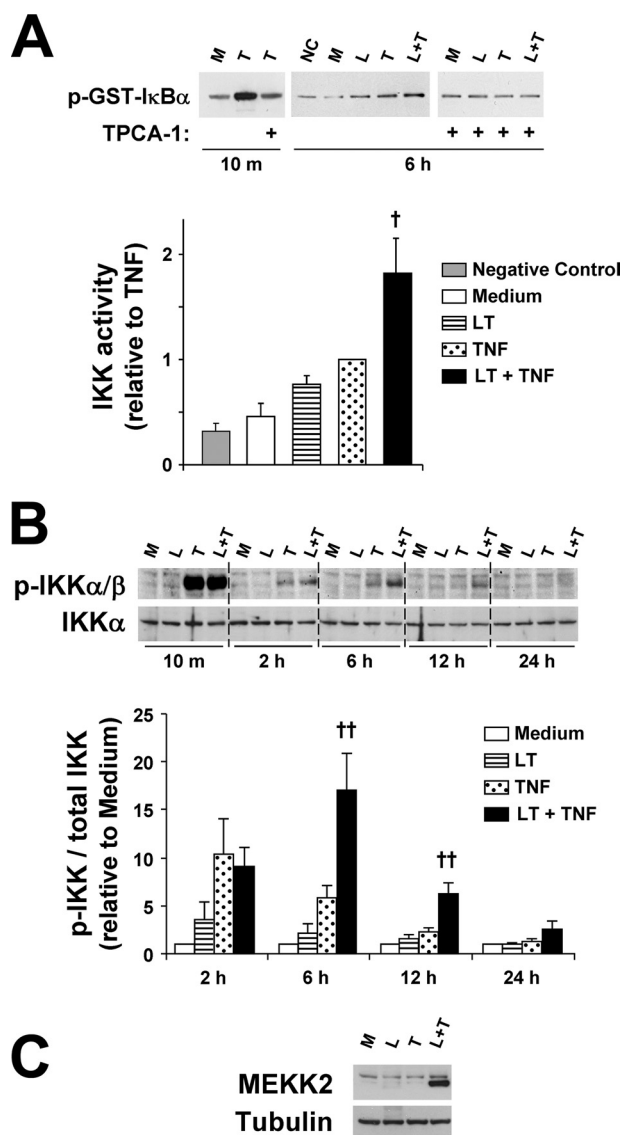 A
M T T NC M L T L+T M L T L+T
p-GST-IκBα
TPCA-1: + + + + +
10 m 6 h
IKK activity
(relative to TNF)
2
1
0
†
Negative Control
Medium
LT
TNF
LT + TNF
B
M L T L+T M L T L+T M L T L+T M L T L+T M L T L+T
p-IKKα/β
IKKα
10 m 2 h 6 h 12 h 24 h
p-IKK / total IKK
(relative to Medium)
25
20
15
10
5
0
††
††
Medium
LT
TNF
LT + TNF
2 h 6 h 12 h 24 h
C
M L T L+T
MEKK2
Tubulin